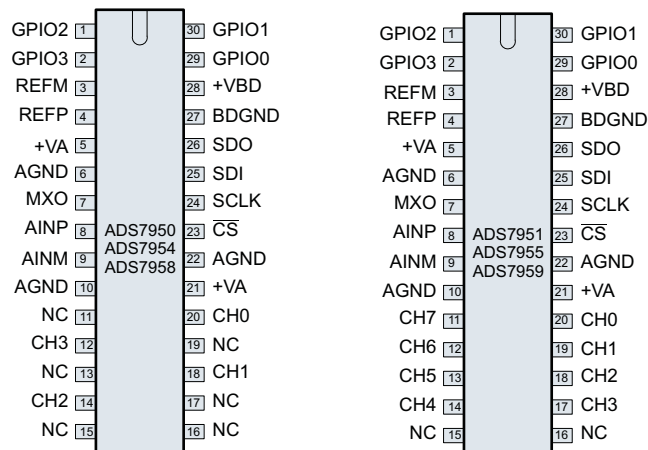 GPIO2 1 30 GPIO1
GPIO3 2 29 GPIO0
REFM 3 28 +VBD
REFP 4 27 BDGND
+VA 5 26 SDO
AGND 6 25 SDI
MXO 7 24 SCLK
AINP 8 ADS7950 23 CS
ADS7954
AINM 9 ADS7958 22 AGND
AGND 10 21 +VA
NC 11 20 CH0
CH3 12 19 NC
NC 13 18 CH1
CH2 14 17 NC
NC 15 16 NC
GPIO2 1 30 GPIO1
GPIO3 2 29 GPIO0
REFM 3 28 +VBD
REFP 4 27 BDGND
+VA 5 26 SDO
AGND 6 25 SDI
MXO 7 24 SCLK
AINP 8 ADS7951 23 CS
ADS7955
AINM 9 ADS7959 22 AGND
AGND 10 21 +VA
CH7 11 20 CH0
CH6 12 19 CH1
CH5 13 18 CH2
CH4 14 17 CH3
NC 15 16 NC